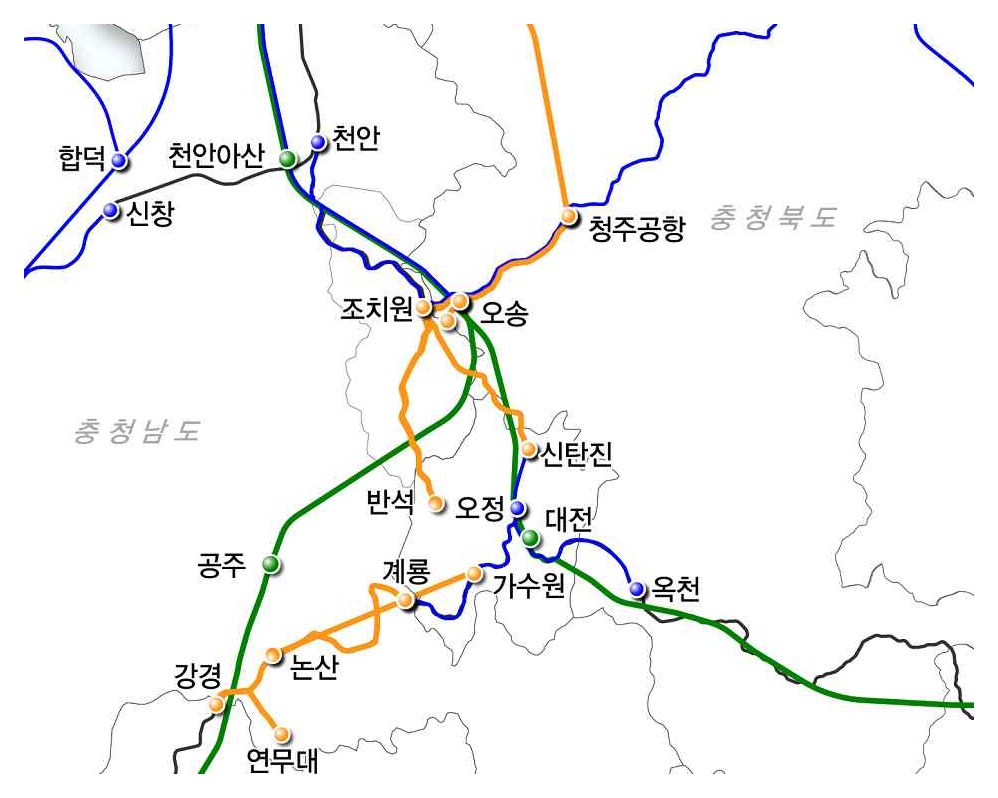 천안
합덕
천안아산
신창
충청북도
청주공항
조치원
오송
충청남도
신탄진
반석
오정
대전
공주
계룡
가수원
옥천
논산
강경
연무대